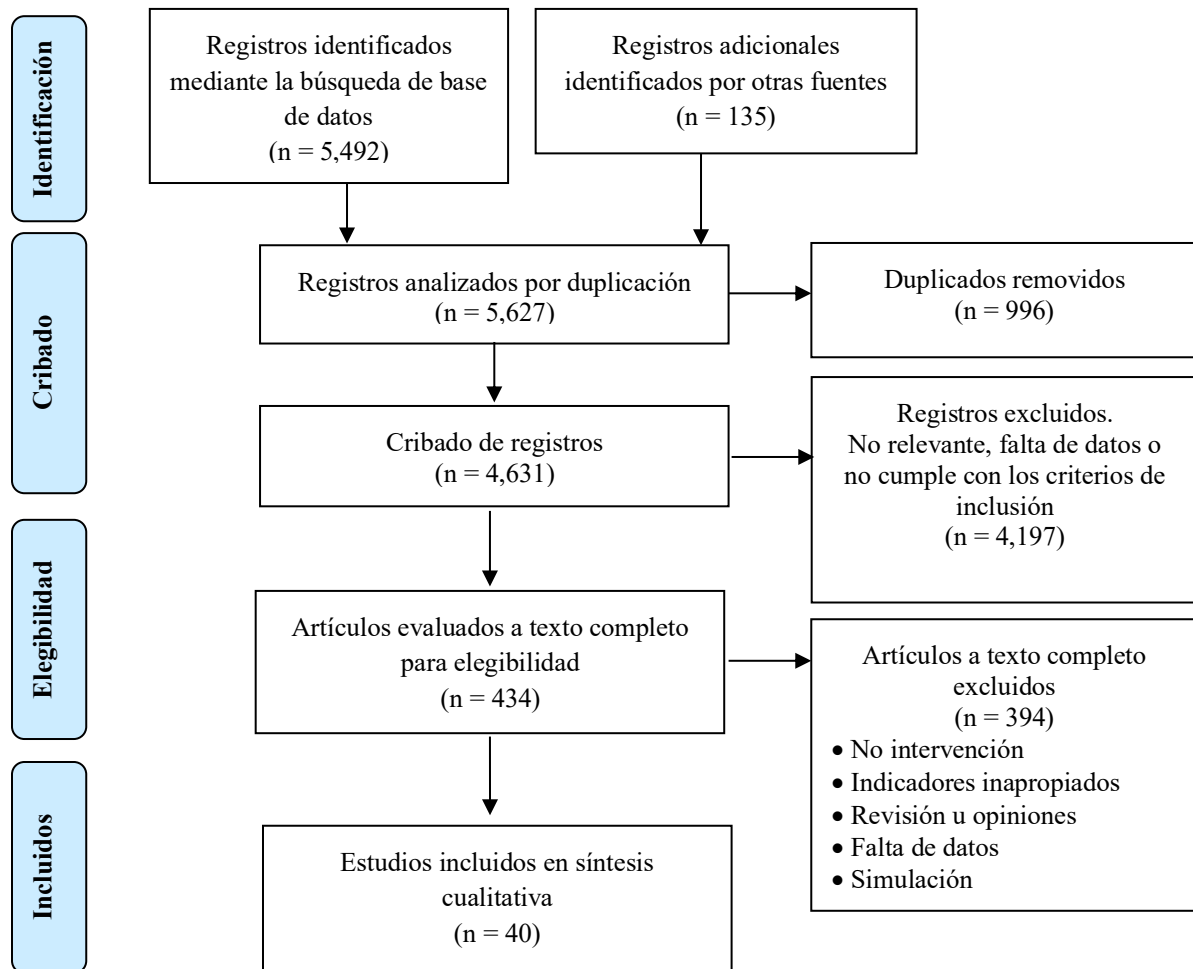 Identificación
Registros identificados
mediante la búsqueda de base
de datos
(n = 5,492)
Registros adicionales
identificados por otras fuentes
(n = 135)
Cribado
Registros analizados por duplicación
(n = 5,627)
Duplicados removidos
(n = 996)
Cribado de registros
(n = 4,631)
Registros excluidos.
No relevante, falta de datos o
no cumple con los criterios de
inclusión
(n = 4,197)
Elegibilidad
Artículos evaluados a texto completo
para elegibilidad
(n = 434)
Artículos a texto completo
excluidos
(n = 394)
• No intervención
• Indicadores inapropiados
• Revisión u opiniones
• Falta de datos
• Simulación
Incluidos
Estudios incluidos en síntesis
cualitativa
(n = 40)